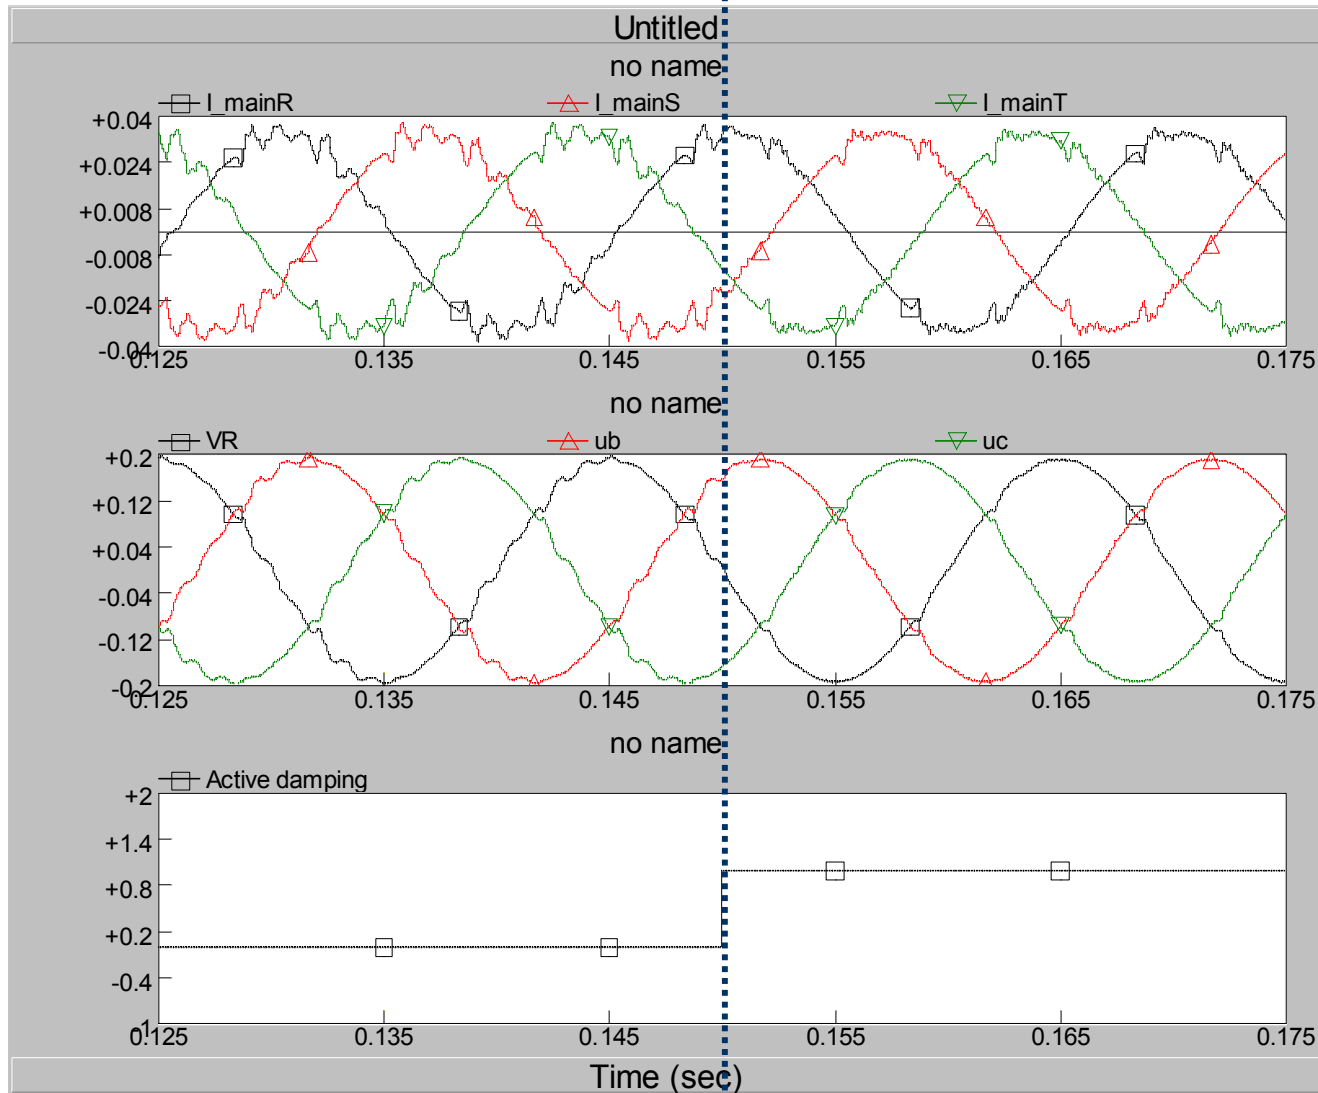 Untitled
no name
I_mainR I_mainS I_mainT
+0.04
+0.024
+0.008
-0.008
-0.024
-0.04
0.125 0.135 0.145 0.155 0.165 0.175
no name
VR ub uc
+0.2
+0.12
+0.04
-0.04
-0.12
-0.2
0.125 0.135 0.145 0.155 0.165 0.175
no name
Active damping
+2
+1.4
+0.8
+0.2
-0.4
-1
0.125 0.135 0.145 0.155 0.165 0.175
Time (sec)